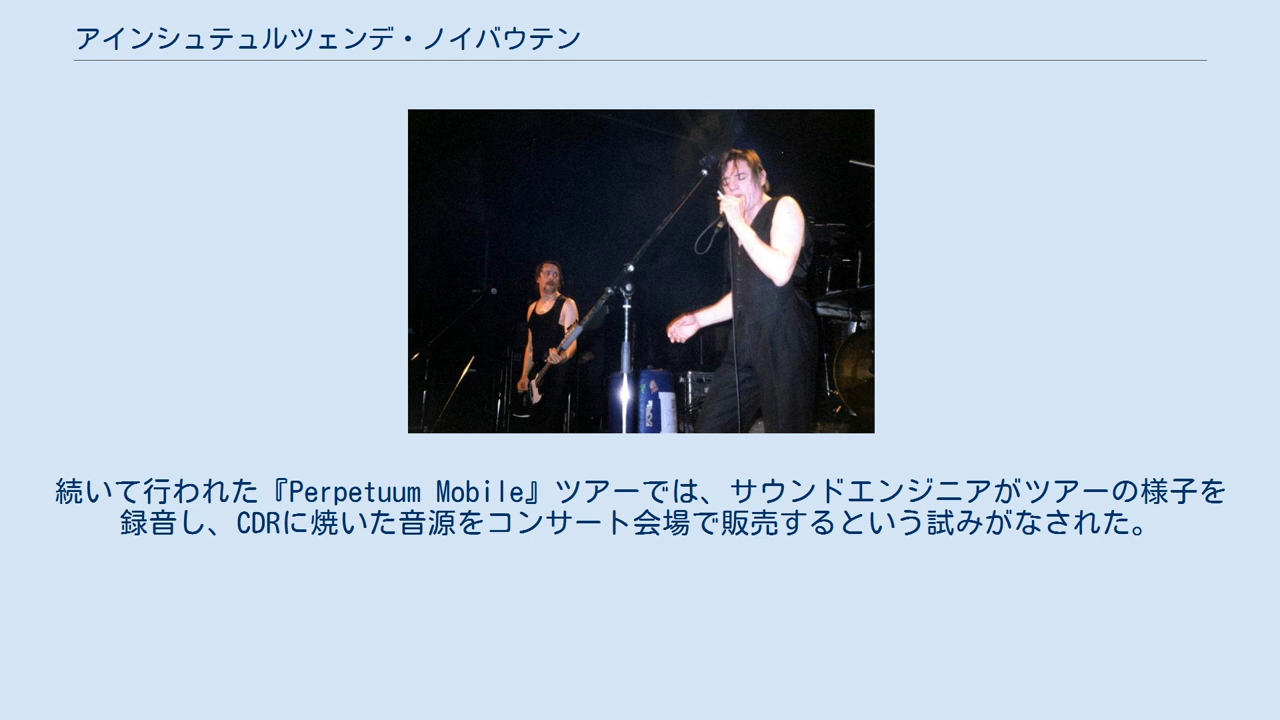 アインシュテュルツェンデ・ノイバウテン
続いて行われた『Perpetuum Mobile』ツアーでは、サウンドエンジニアがツアーの様子を
録音し、CDRに焼いた音源をコンサート会場で販売するという試みがなされた。